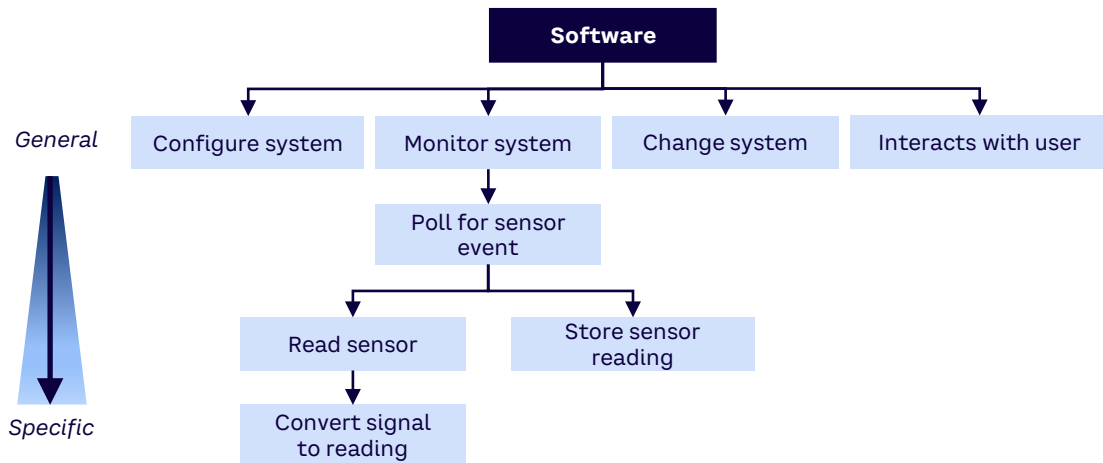 Software
General
Configure system
Monitor system
Change system
Interacts with user
Poll for sensor
event
Read sensor
Store sensor
reading
Specific
Convert signal
to reading